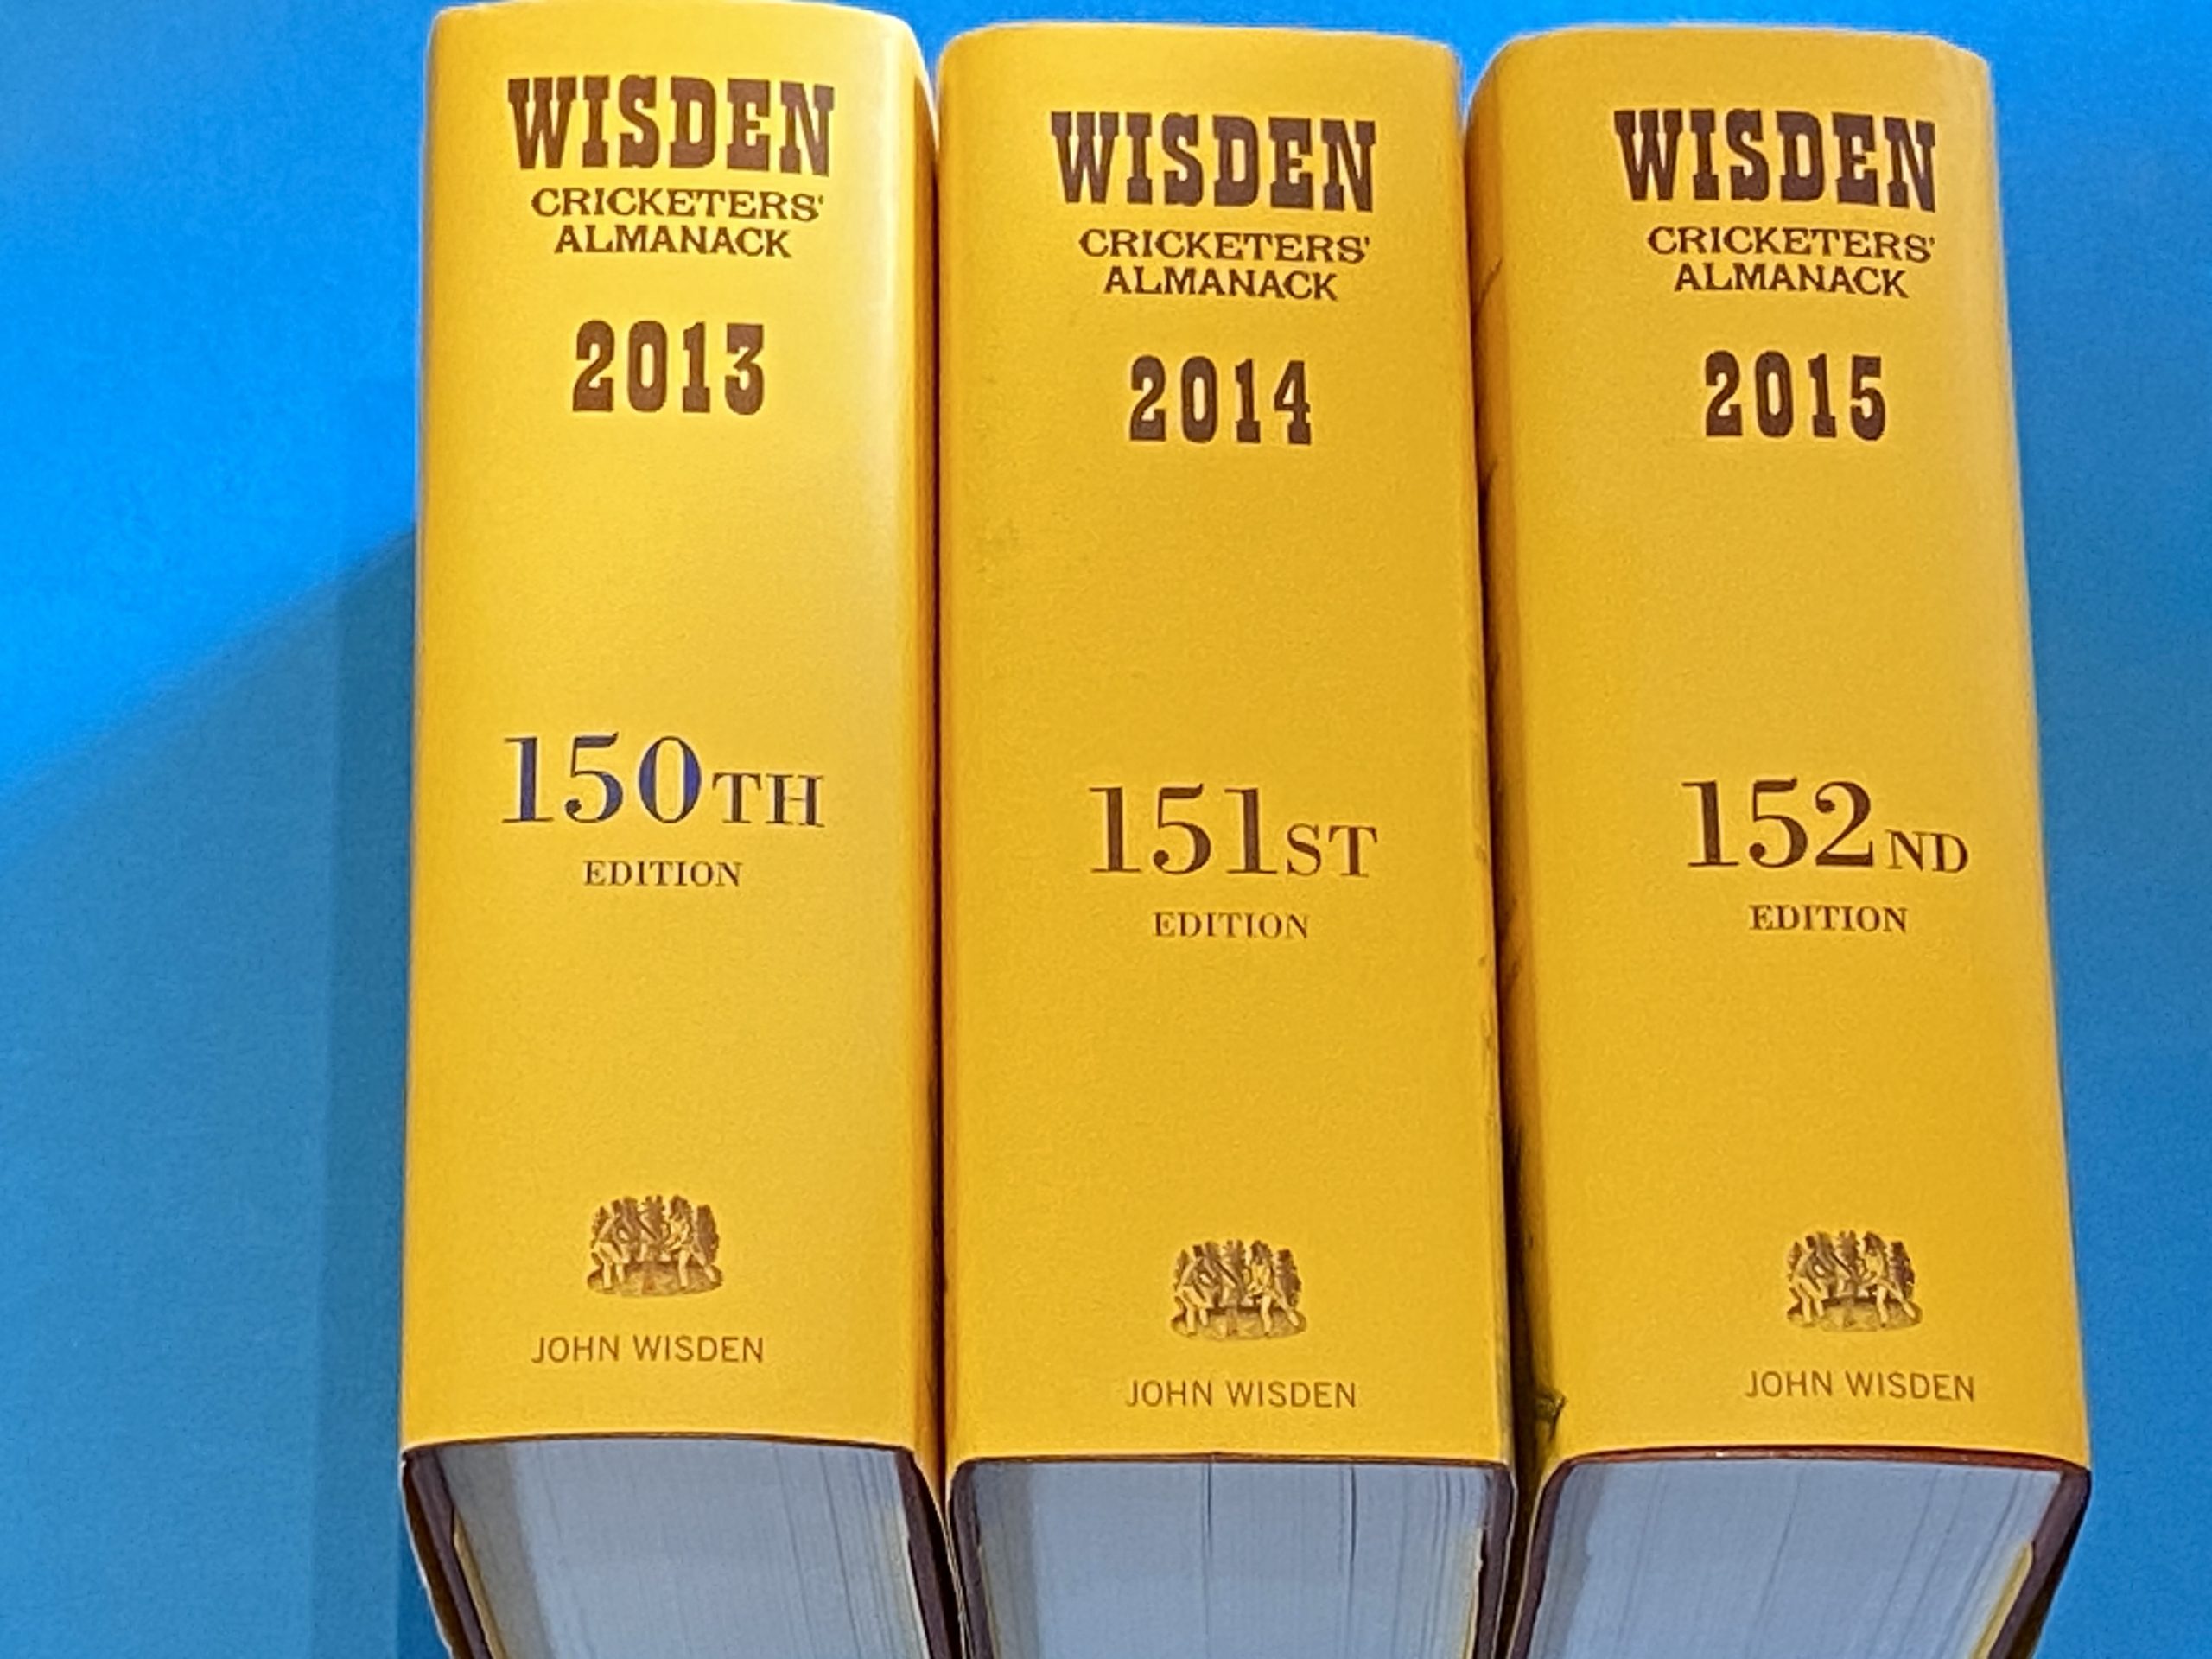 WISDEN
CRICKETERS'
ALMANACK
2013
150TH
EDITION
JOHN WISDEN
WISDEN
CRICKETERS'
ALMANACK
2014
151ST
EDITION
JOHN WISDEN
WISDEN
CRICKETERS'
ALMANACK
2015
152ND
EDITION
JOHN WISDEN